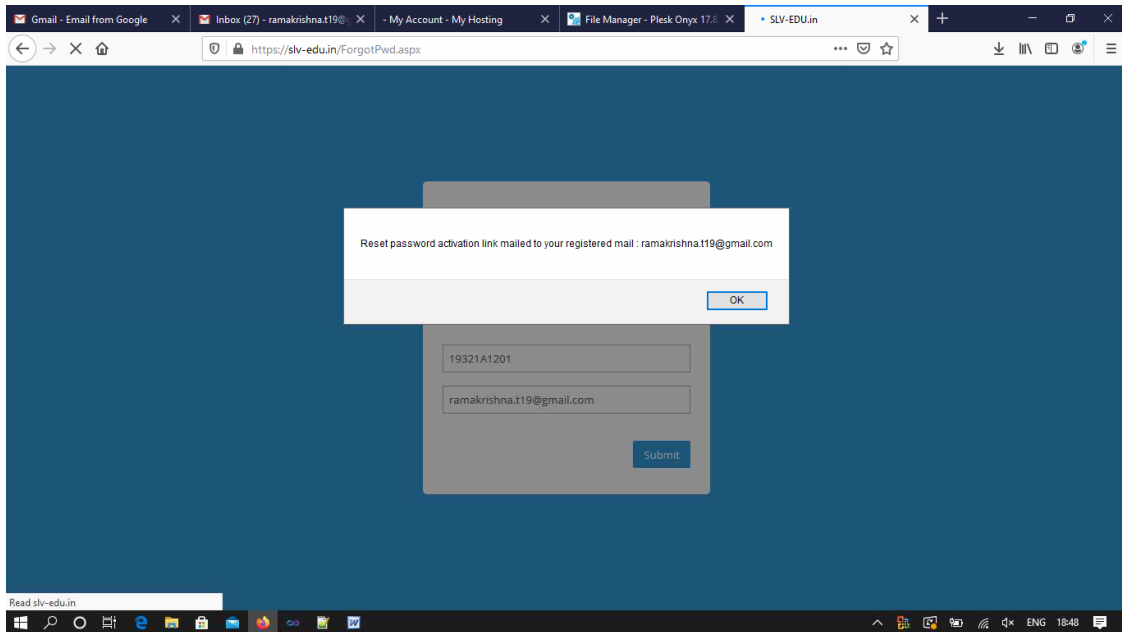 Gmail - Email from Google
Inbox (27) - ramakrishna.t19@
- My Account - My Hosting
File Manager - Plesk Onyx 17.8.
SLV-EDU.in
https://slv-edu.in/ForgotPwd.aspx
Reset password activation link mailed to your registered mail : ramakrishna.t19@gmail.com
OK
19321A1201
ramakrishna.t19@gmail.com
Submit
Read slv-edu.in
ENG 18:48